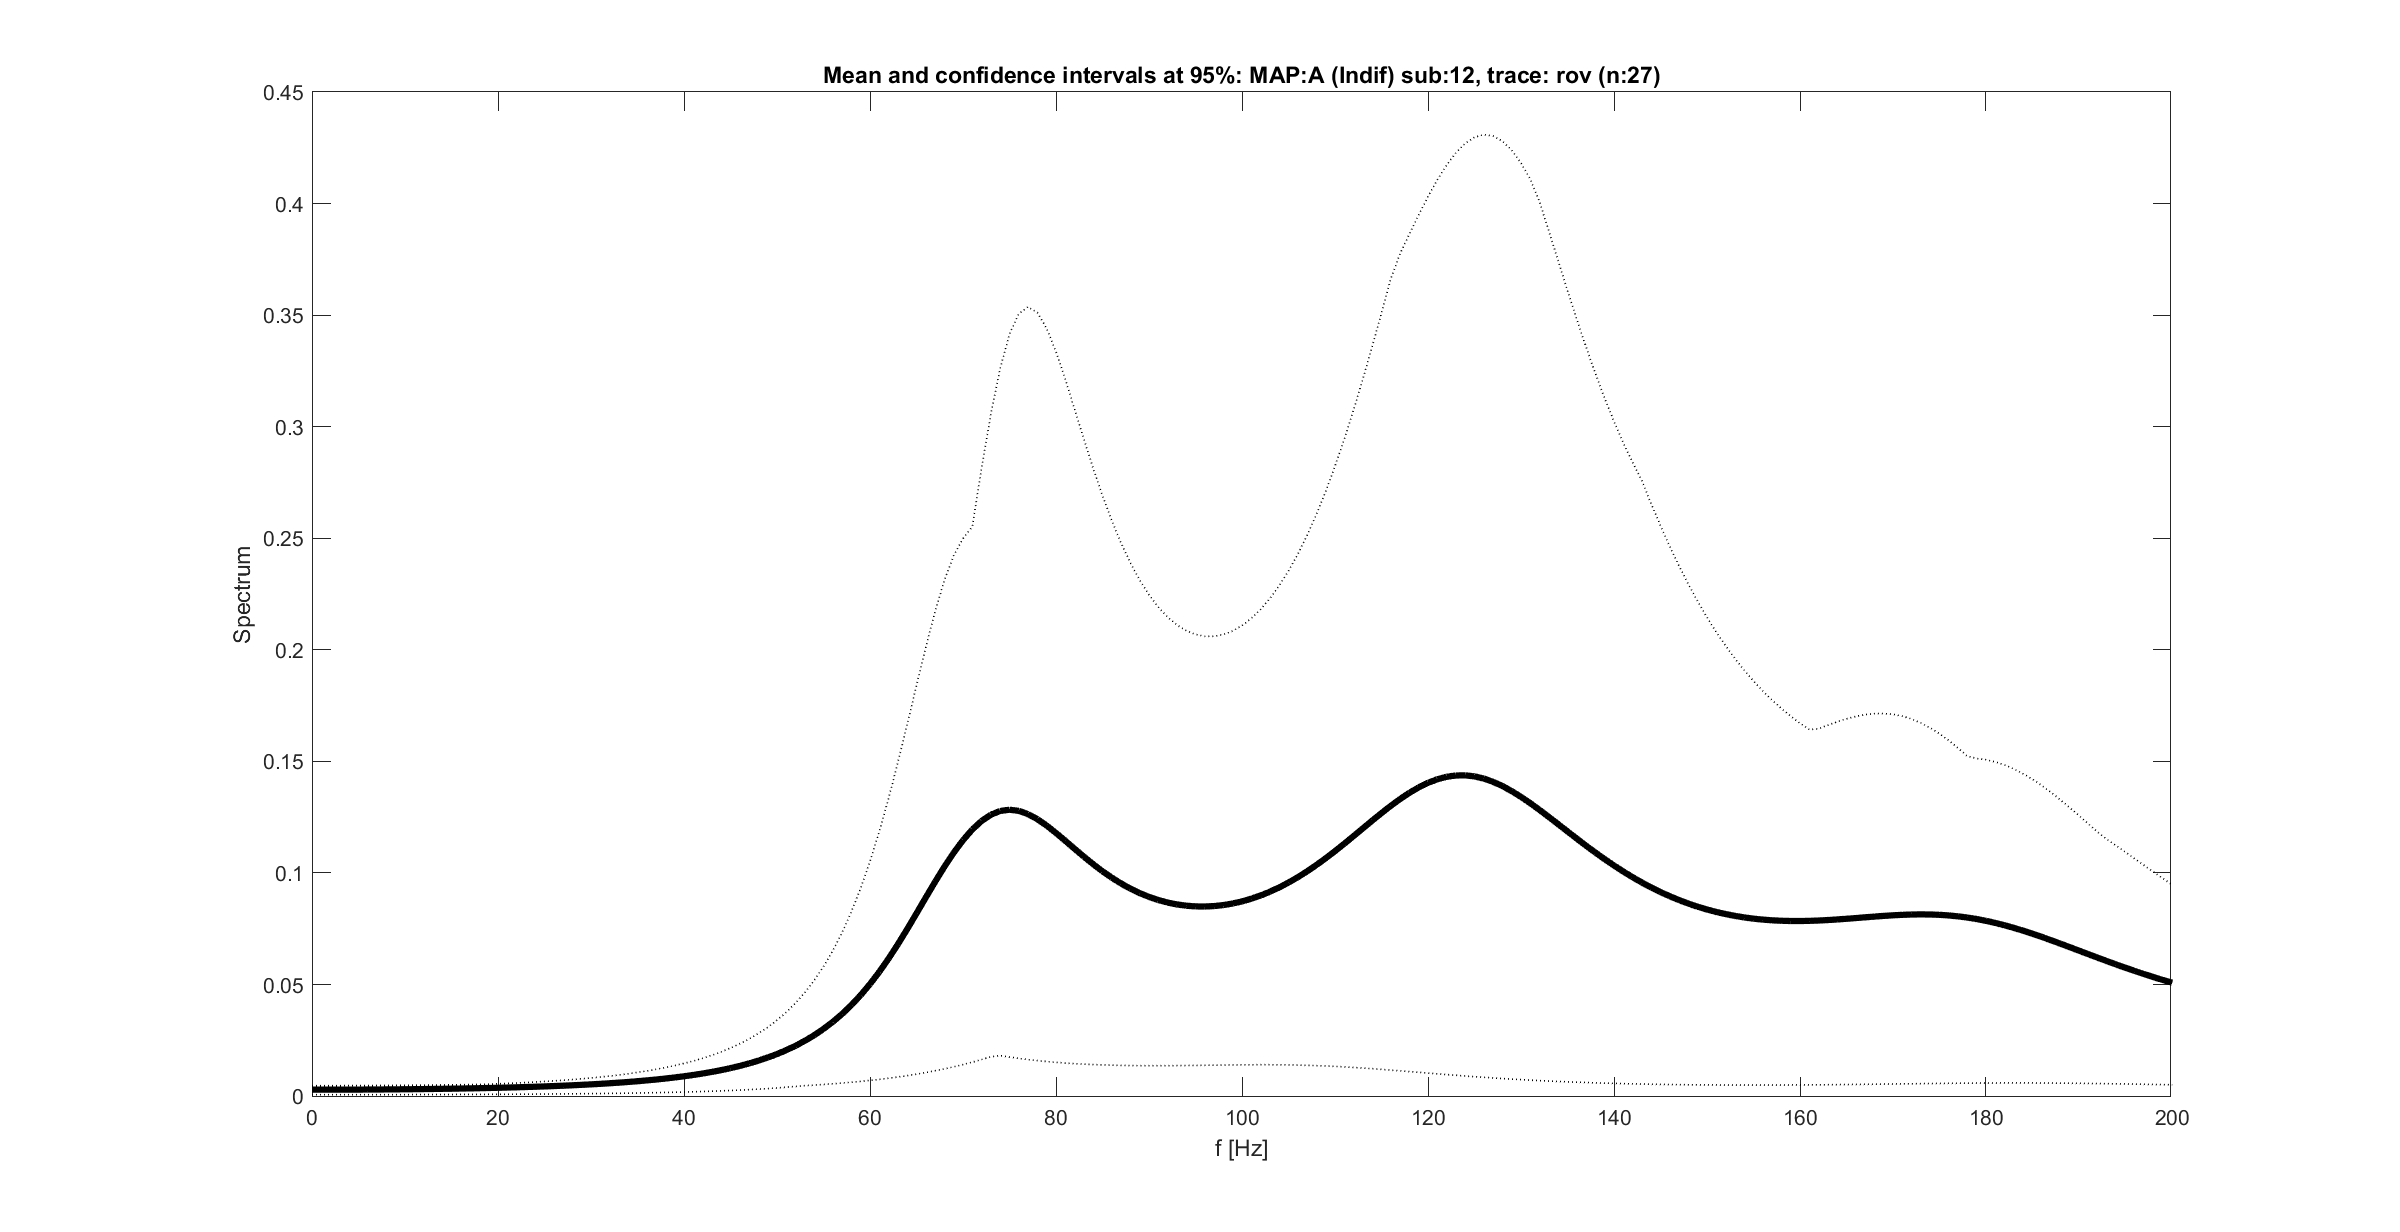 Mean and confidence intervals at 95%: MAP:A (Indif) sub:12, trace: rov (n:27)
0.45
0.4
0.35
0.3
0.25
0.2
0.15
0.1
0.05
0
Spectrum
0 20 40 60 80 100 120 140 160 180 200
f [Hz]